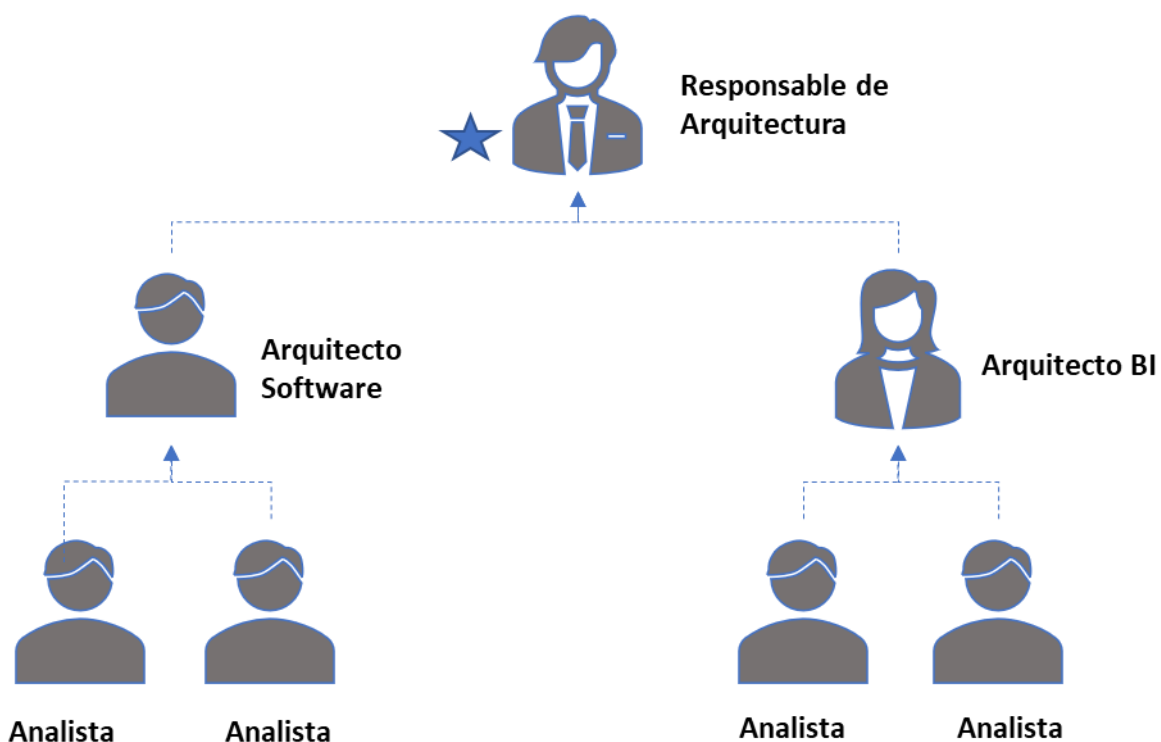 Responsable de
Arquitectura
Arquitecto
Software
Arquitecto BI
Analista
Analista
Analista
Analista